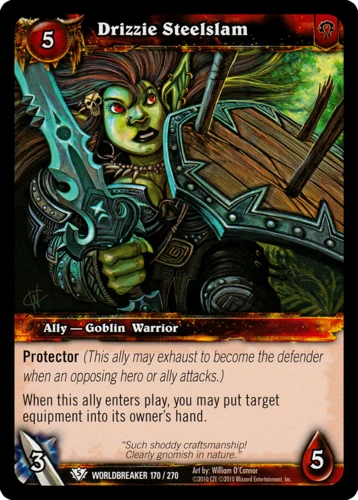 5
Drizzie Steelslam
Ally — Goblin Warrior
Protector (This ally may exhaust to become the defender
when an opposing hero or ally attacks.)
When this ally enters play, you may put target
equipment into its owner's hand.
"Such shoddy craftsmanship!
Clearly gnomish in nature."
3
5
WORLDBREAKER 170 / 270
Art by: William O'Connor
©2010 CZE ©2010 Blizzard Entertainment, Inc.
5